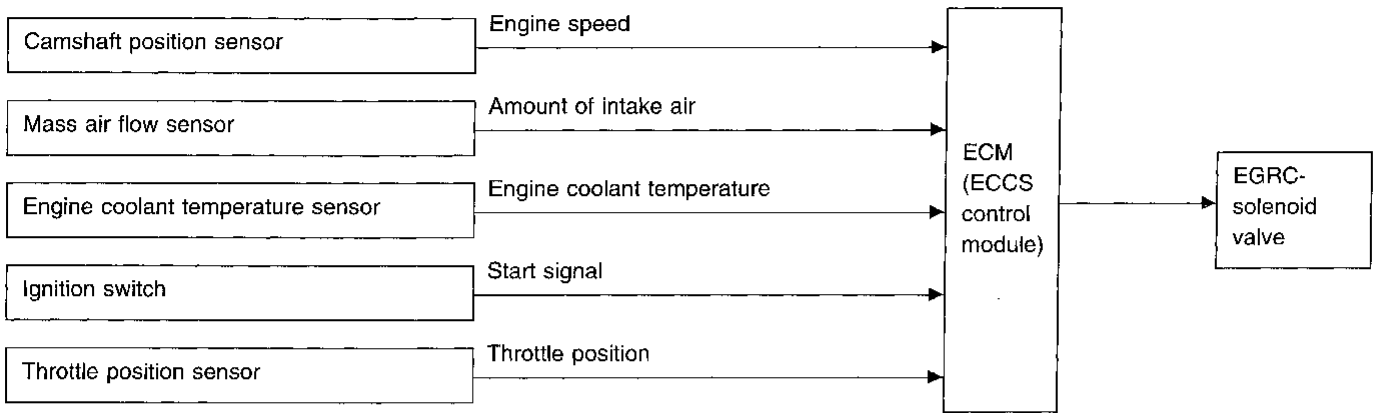 Camshaft position sensor
Engine speed
Mass air flow sensor
Amount of intake air
Engine coolant temperature sensor
Engine coolant temperature
Ignition switch
Start signal
Throttle position sensor
Throttle position
ECM
(ECCS
control
module)
EGRC-
solenoid
valve